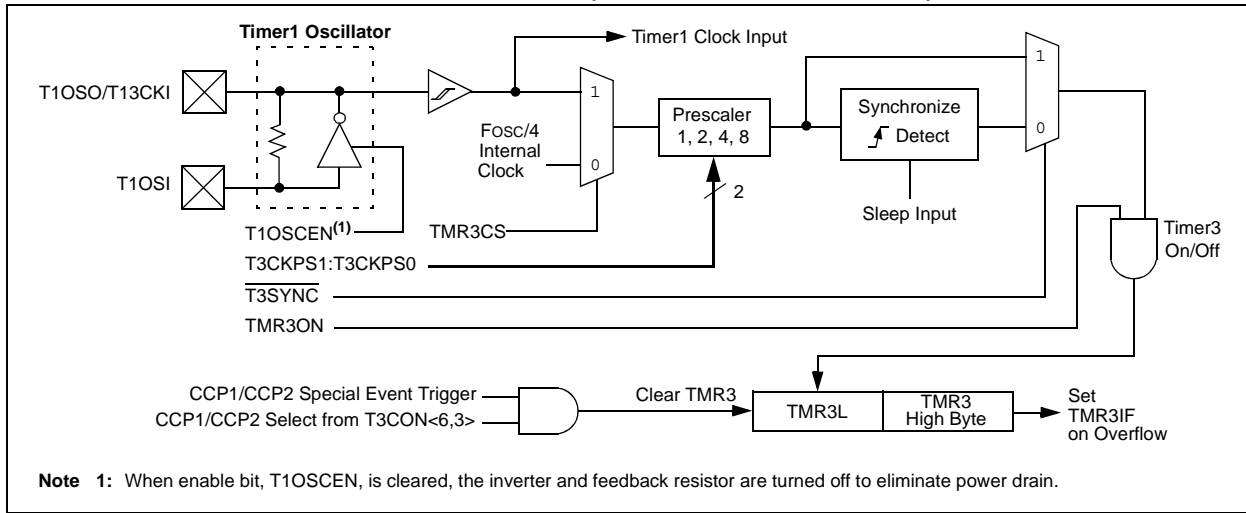 Timer1 Oscillator
Timer1 Clock Input
T1OSO/T13CKI
T1OSI
1
0
FOSC/4
Internal
Clock
Prescaler
1, 2, 4, 8
2
Synchronize
Detect
Sleep Input
1
0
Timer3
On/Off
T1OSCEN(1)
TMR3CS
T3CKPS1:T3CKPS0
T3SYNC
TMR3ON
CCP1/CCP2 Special Event Trigger
CCP1/CCP2 Select from T3CON<6,3>
Clear TMR3
TMR3L
TMR3
High Byte
Set
TMR3IF
on Overflow
Note 1: When enable bit, T1OSCEN, is cleared, the inverter and feedback resistor are turned off to eliminate power drain.